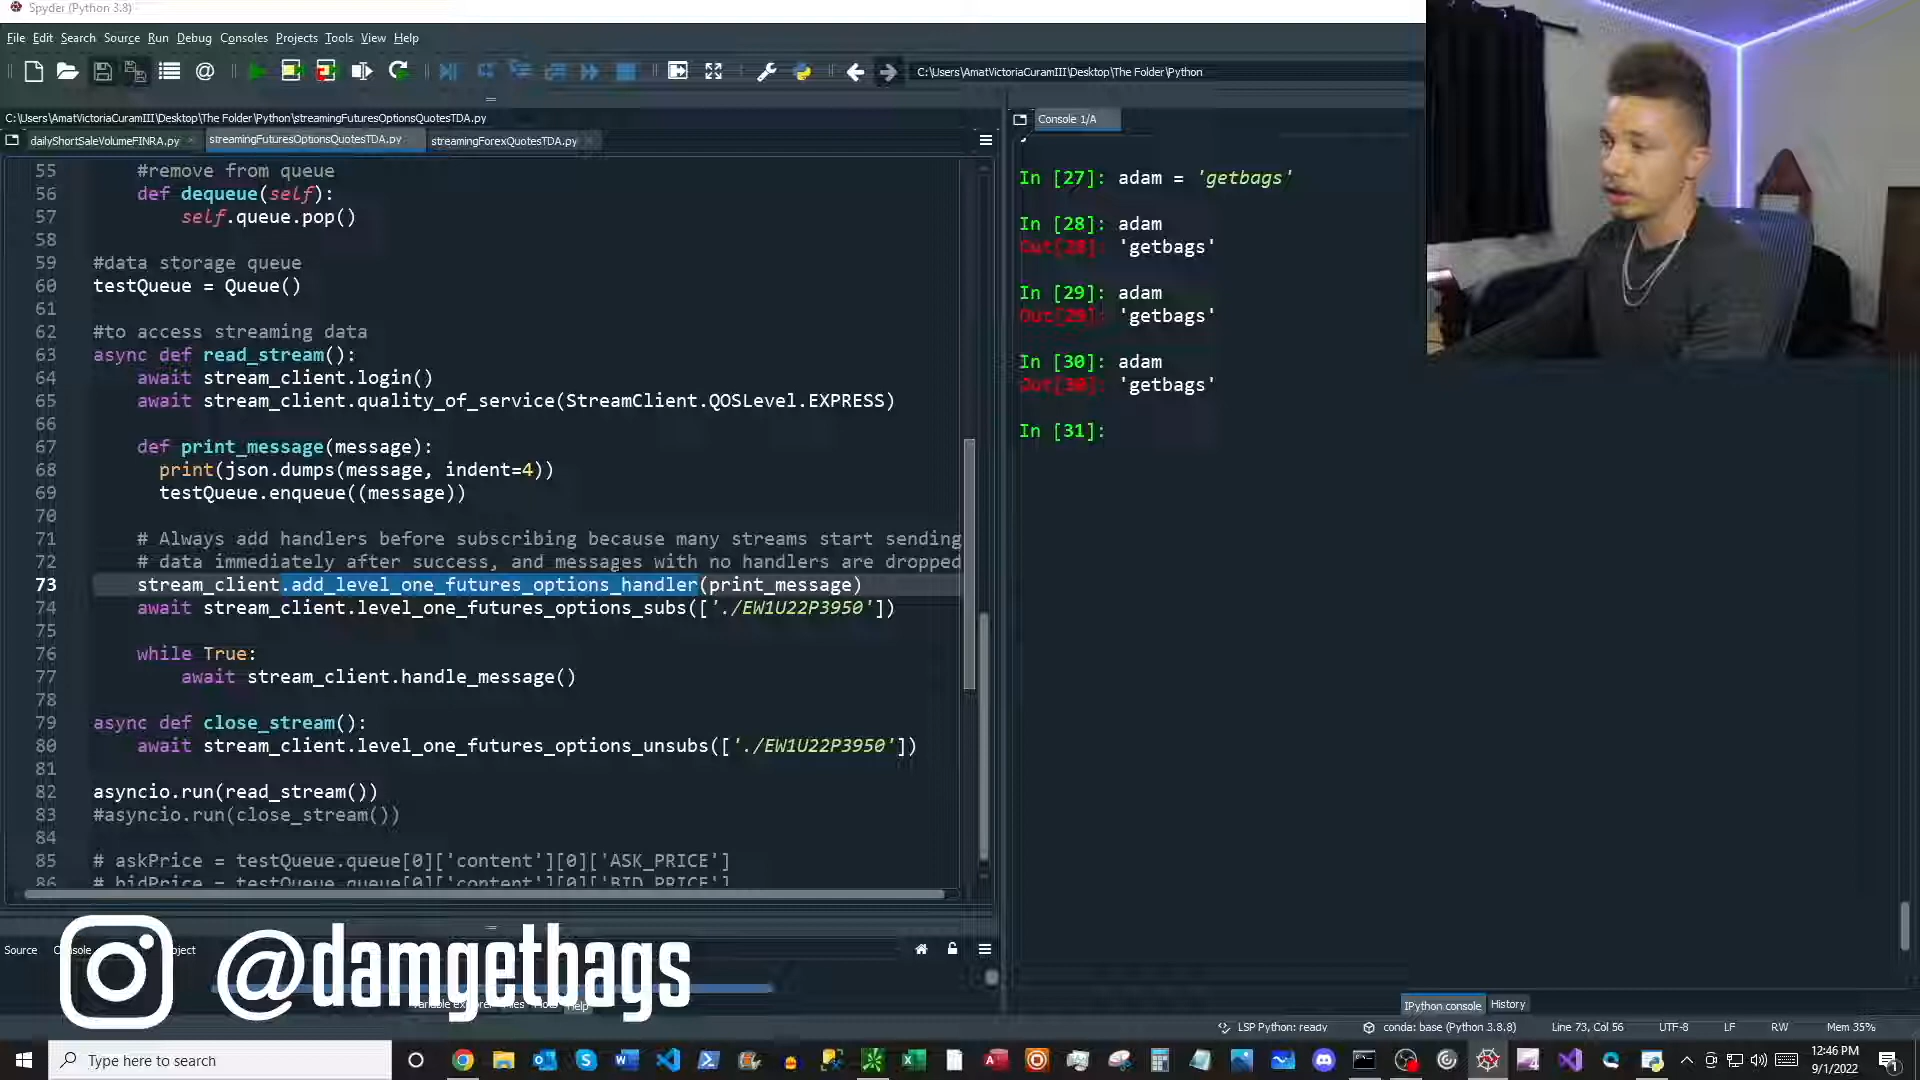 Spyder (Python 3.8)
File Edit Search Source Run Debug Consoles Projects Tools View Help
C:\Users\AmatVictoriaCuramIII\Desktop\The Folder\Python
C:\Users\AmatVictoriaCuramIII\Desktop\The Folder\Python\streamingFuturesOptionsQuotesTDA.py
dailyShortSaleVolumeFINRA.py streamingFuturesOptionsQuotesTDA.py streamingForexQuotesTDA.py
55 #remove from queue
56 def dequeue(self):
57 self.queue.pop()
58
59 #data storage queue
60 testQueue = Queue()
61
62 #to access streaming data
63 async def read_stream():
64 await stream_client.login()
65 await stream_client.quality_of_service(StreamClient.QOSLevel.EXPRESS)
66
67 def print_message(message):
68 print(json.dumps(message, indent=4))
69 testQueue.enqueue((message))
70
71 # Always add handlers before subscribing because many streams start sending
72 # data immediately after success, and messages with no handlers are dropped
73 stream_client.add_level_one_futures_options_handler(print_message)
74 await stream_client.level_one_futures_options_subs(['./EW1U22P3950'])
75
76 while True:
77 await stream_client.handle_message()
78
79 async def close_stream():
80 await stream_client.level_one_futures_options_unsubs(['./EW1U22P3950'])
81
82 asyncio.run(read_stream())
83 #asyncio.run(close_stream())
84
85 # askPrice = testQueue.queue[0]['content'][0]['ASK_PRICE']
86 # bidPrice = testQueue.queue[0]['content'][0]['BID_PRICE']
Console 1/A
In [27]: adam = 'getbags'
In [28]: adam
Out[28]: 'getbags'
In [29]: adam
Out[29]: 'getbags'
In [30]: adam
Out[30]: 'getbags'
In [31]:
Source Console
@damgetbags
Help
IPython console History
LSP Python: ready conda: base (Python 3.8.8) Line 73, Col 56 UTF-8 LF RW Mem 35%
Type here to search
12:46 PM
9/1/2022